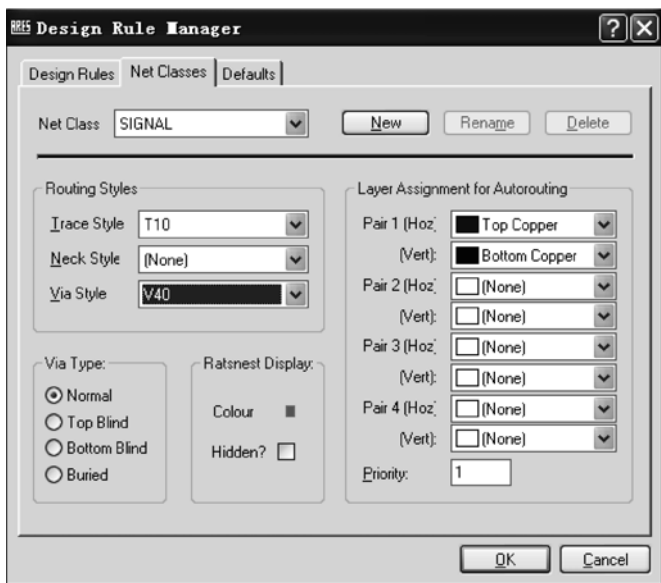 ARES Design Rule Manager
Design Rules Net Classes Defaults
Net Class SIGNAL New Rename Delete
Routing Styles
Trace Style T10
Neck Style (None)
Via Style V40
Via Type:
Normal
Top Blind
Bottom Blind
Buried
Ratsnest Display:
Colour
Hidden?
Layer Assignment for Autorouting
Pair 1 (Hoz) Top Copper
(Vert): Bottom Copper
Pair 2 (Hoz) (None)
(Vert): (None)
Pair 3 (Hoz) (None)
(Vert): (None)
Pair 4 (Hoz) (None)
(Vert): (None)
Priority: 1
OK Cancel